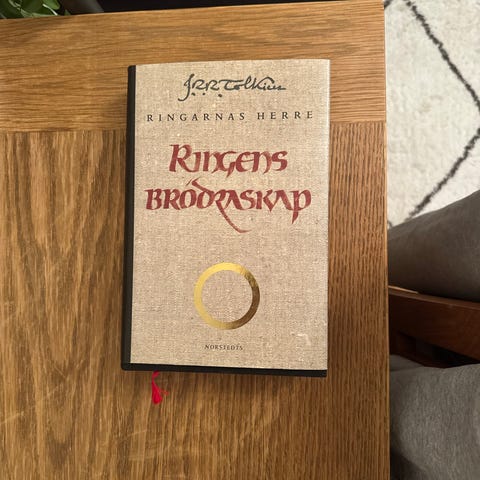 J.R.R. Tolkien
RINGARNAS HERRE
RINGENS
BRÖDRASKAP
NORSTEDTS